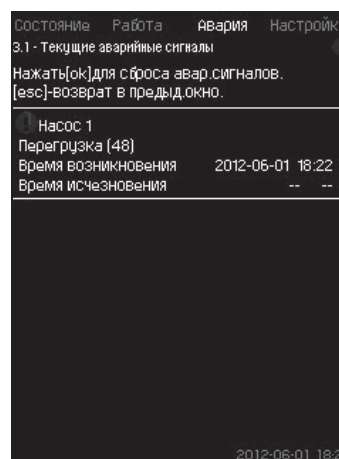 Состояние Работа Авария Настройк
3.1 - Текущие аварийные сигналы
Нажать[ok]для сброса авар.сигналов.
[esc]-возврат в предыд.окно.
Насос 1
Перегрузка (48)
Время возникновения 2012-06-01 18:22
Время исчезновения -- --
2012-06-01 18:2